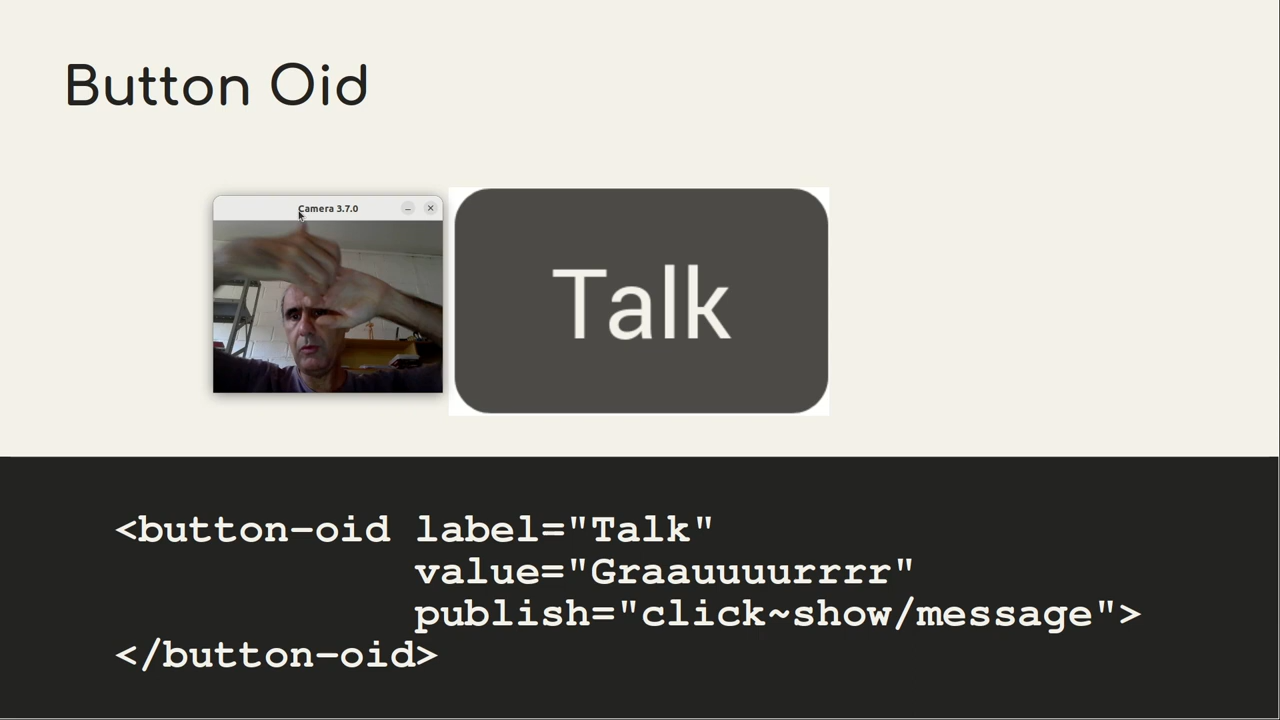 Button Oid
Camera 3.7.0
Talk
<button-oid label="Talk"
value="Graauuuurrrr"
publish="click~show/message">
</button-oid>